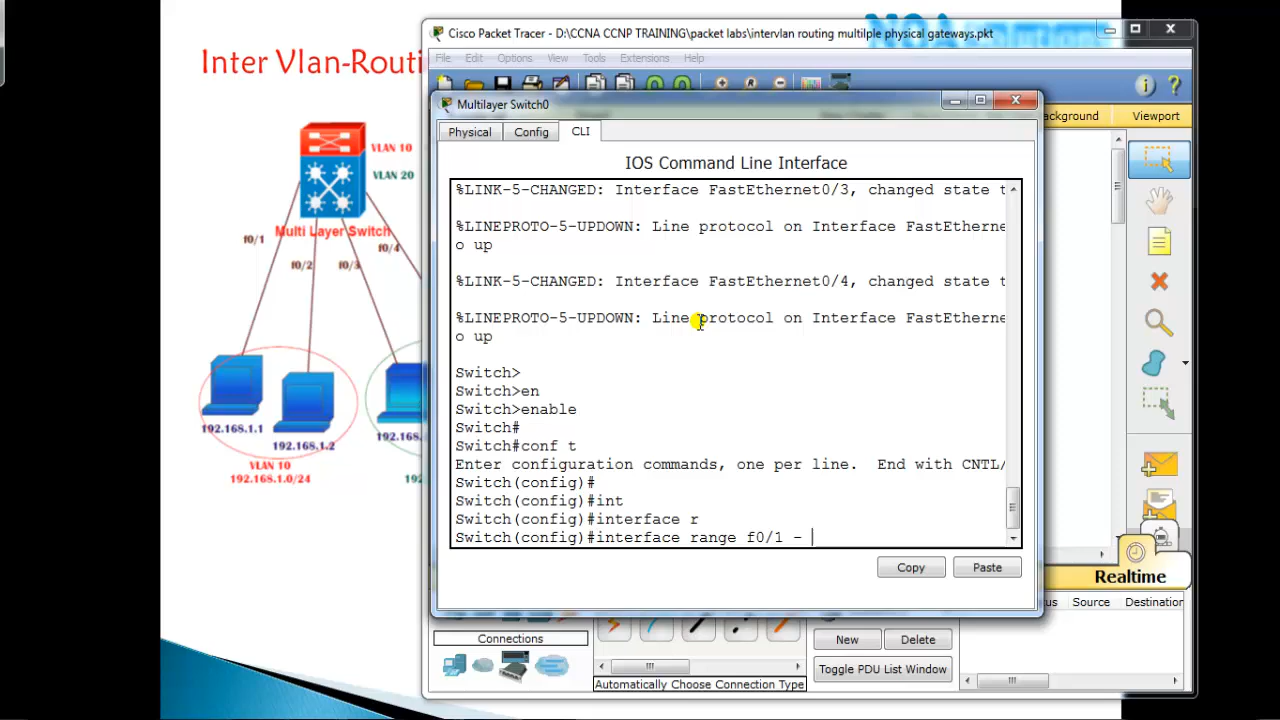 NOA solutions
Inter Vlan-Routi
Cisco Packet Tracer - D:\CCNA CCNP TRAINING\packet labs\intervlan routing multilple physical gateways.pkt
File Edit Options View Tools Extensions Help
Multilayer Switch0
ackground Viewport
Physical Config CLI
IOS Command Line Interface
%LINK-5-CHANGED: Interface FastEthernet0/3, changed state t
%LINEPROTO-5-UPDOWN: Line protocol on Interface FastEtherne
o up
%LINK-5-CHANGED: Interface FastEthernet0/4, changed state t
%LINEPROTO-5-UPDOWN: Line protocol on Interface FastEtherne
o up
Switch>
Switch>en
Switch>enable
Switch#
Switch#conf t
Enter configuration commands, one per line. End with CNTL/
Switch(config)#
Switch(config)#int
Switch(config)#interface r
Switch(config)#interface range f0/1 -
Copy Paste
VLAN 10
VLAN 20
Multi Layer Switch
f0/1
f0/2
f0/3
f0/4
192.168.1.1
192.168.1.2
192.168.
VLAN 10
192.168.1.0/24
19
Realtime
us Source Destination
Connections
New Delete
Toggle PDU List Window
Automatically Choose Connection Type